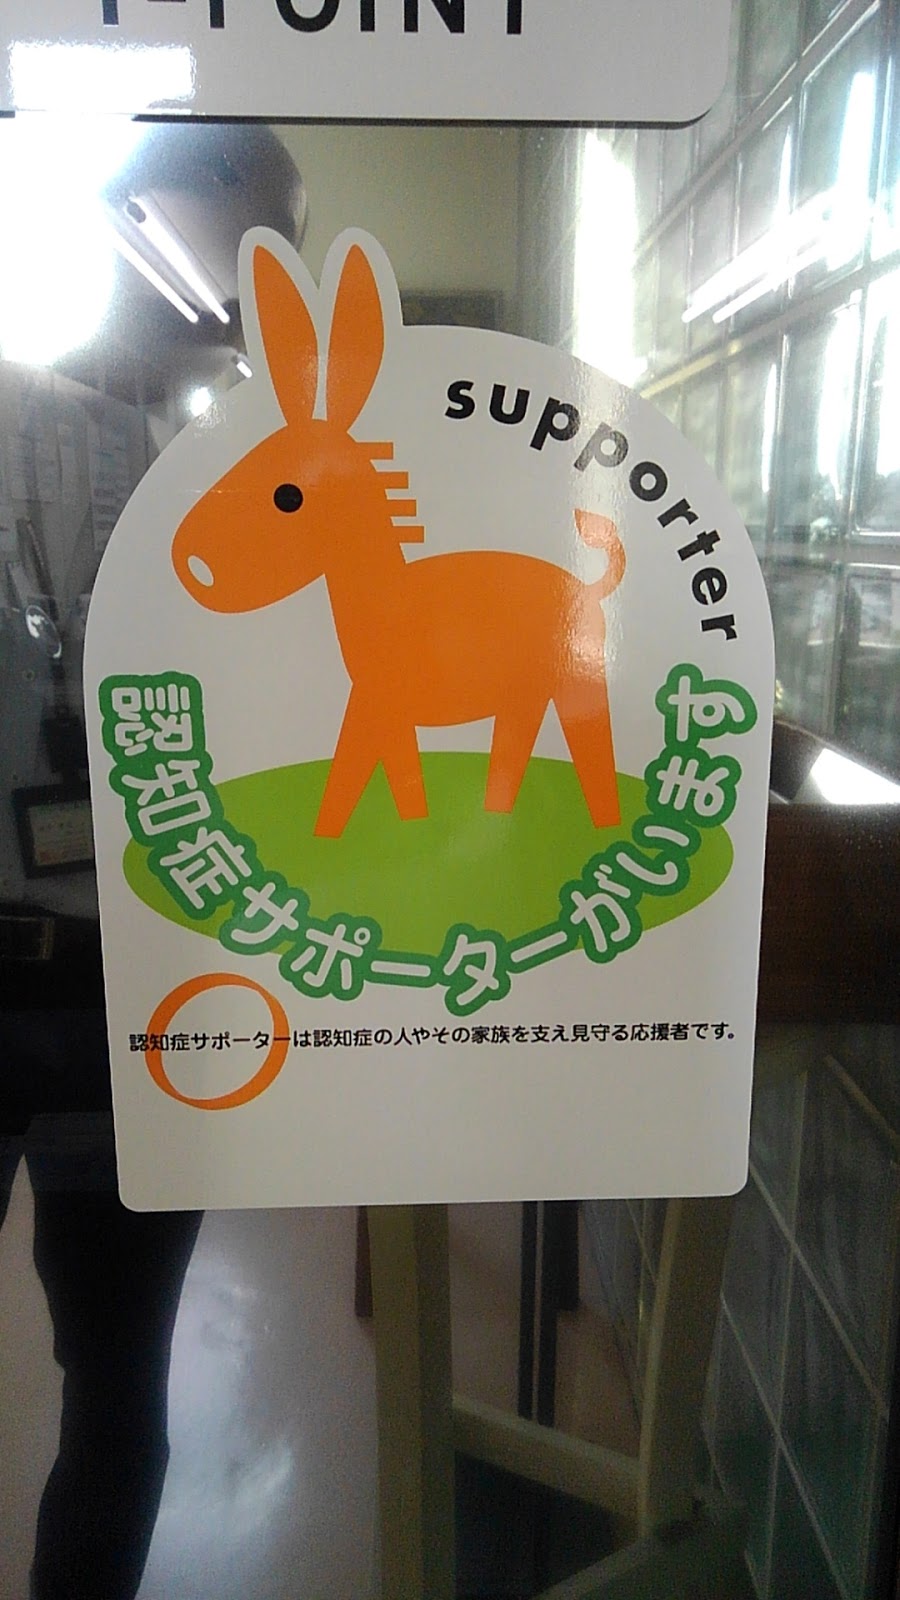 T-POINT
supporter
認知症サポーターがいます
認知症サポーターは認知症の人やその家族を支え見守る応援者です。